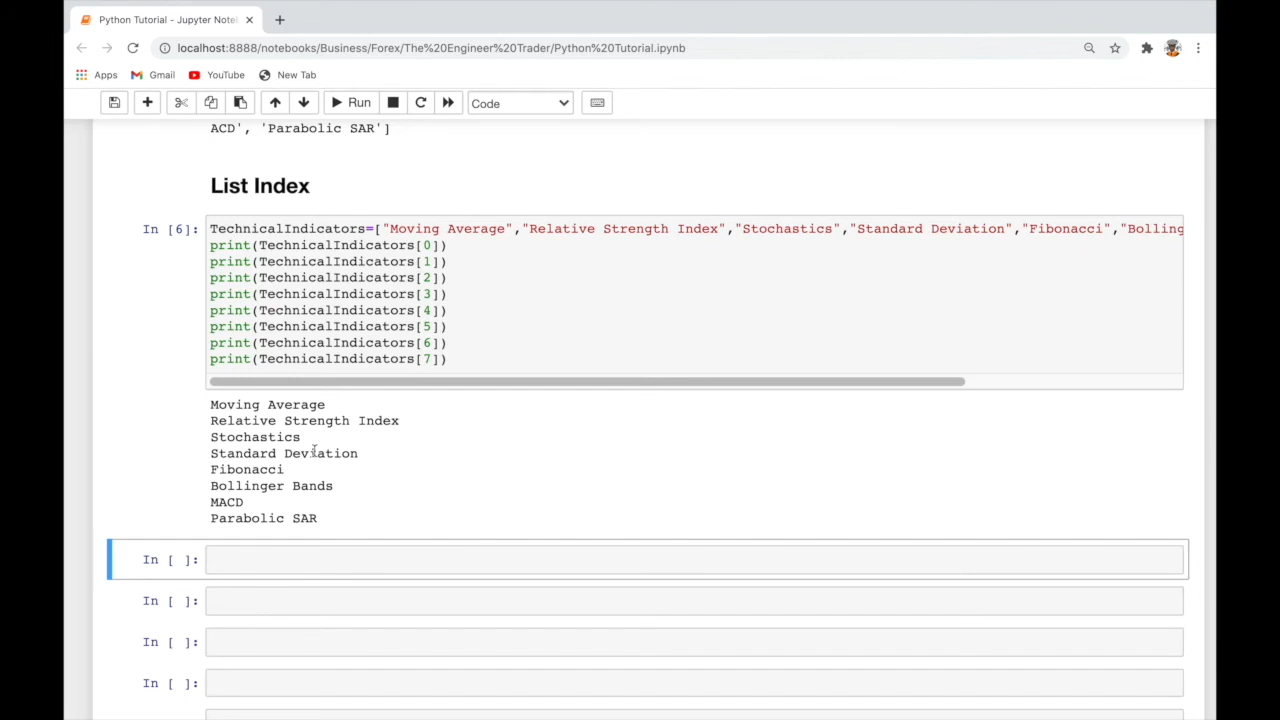 Python Tutorial - Jupyter Note
localhost:8888/notebooks/Business/Forex/The%20Engineer%20Trader/Python%20Tutorial.ipynb
Apps Gmail YouTube New Tab
Run Code
ACD', 'Parabolic SAR']
List Index
In [6]: TechnicalIndicators=["Moving Average","Relative Strength Index","Stochastics","Standard Deviation","Fibonacci","Bolling
print(TechnicalIndicators[0])
print(TechnicalIndicators[1])
print(TechnicalIndicators[2])
print(TechnicalIndicators[3])
print(TechnicalIndicators[4])
print(TechnicalIndicators[5])
print(TechnicalIndicators[6])
print(TechnicalIndicators[7])
Moving Average
Relative Strength Index
Stochastics
Standard Deviation
Fibonacci
Bollinger Bands
MACD
Parabolic SAR
In [ ]:
In [ ]:
In [ ]:
In [ ]: